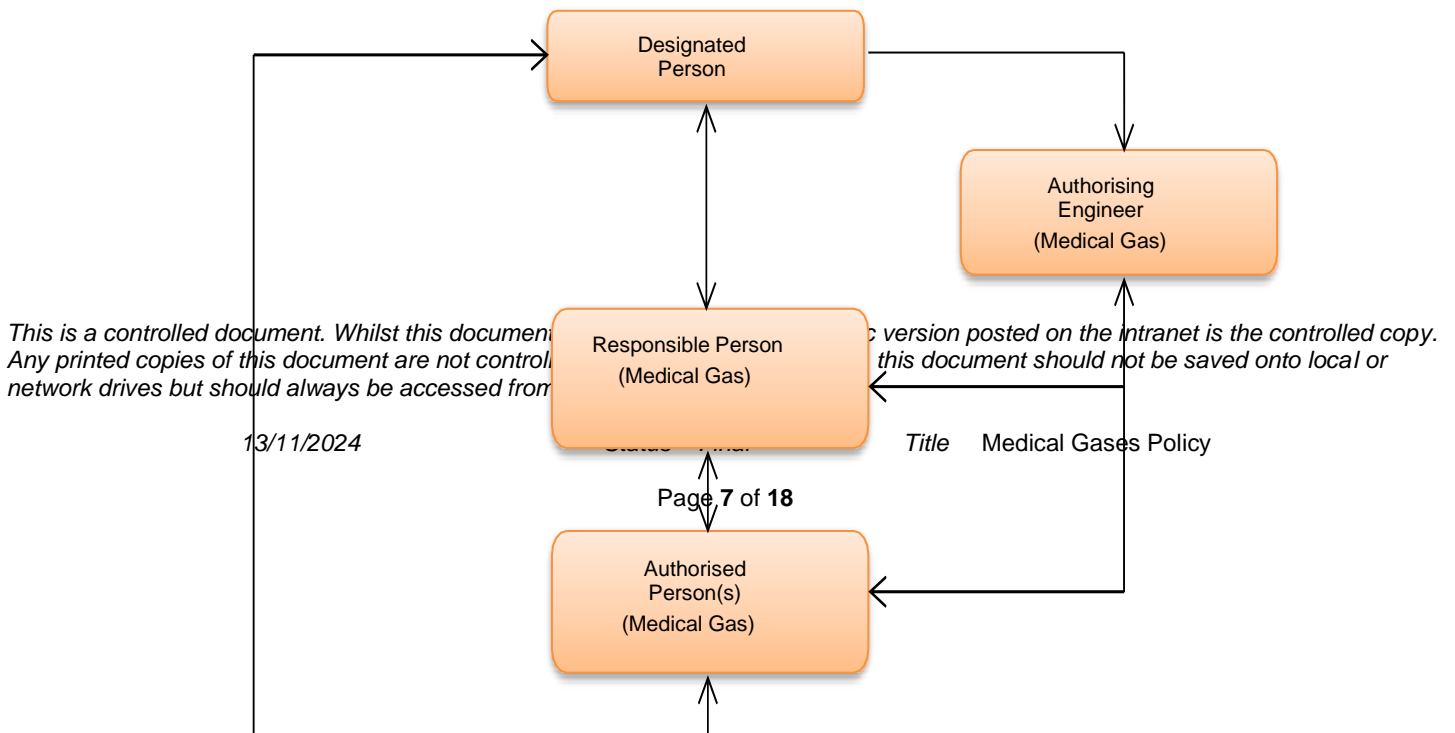 Designated
Person
Authorising
Engineer
(Medical Gas)
This is a controlled document. Whilst this document c version posted on the intranet is the controlled copy.
Any printed copies of this document are not controll this document should not be saved onto local or
network drives but should always be accessed from
Responsible Person
(Medical Gas)
13/11/2024 Status Final Title Medical Gases Policy
Page 7 of 18
Authorised
Person(s)
(Medical Gas)